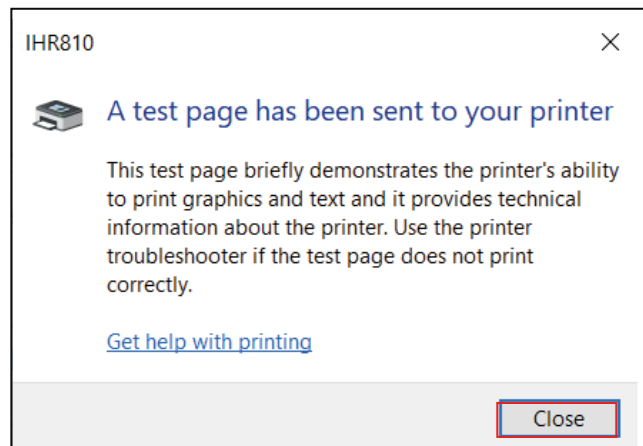 IHR810
A test page has been sent to your printer
This test page briefly demonstrates the printer's ability
to print graphics and text and it provides technical
information about the printer. Use the printer
troubleshooter if the test page does not print
correctly.
Get help with printing
Close